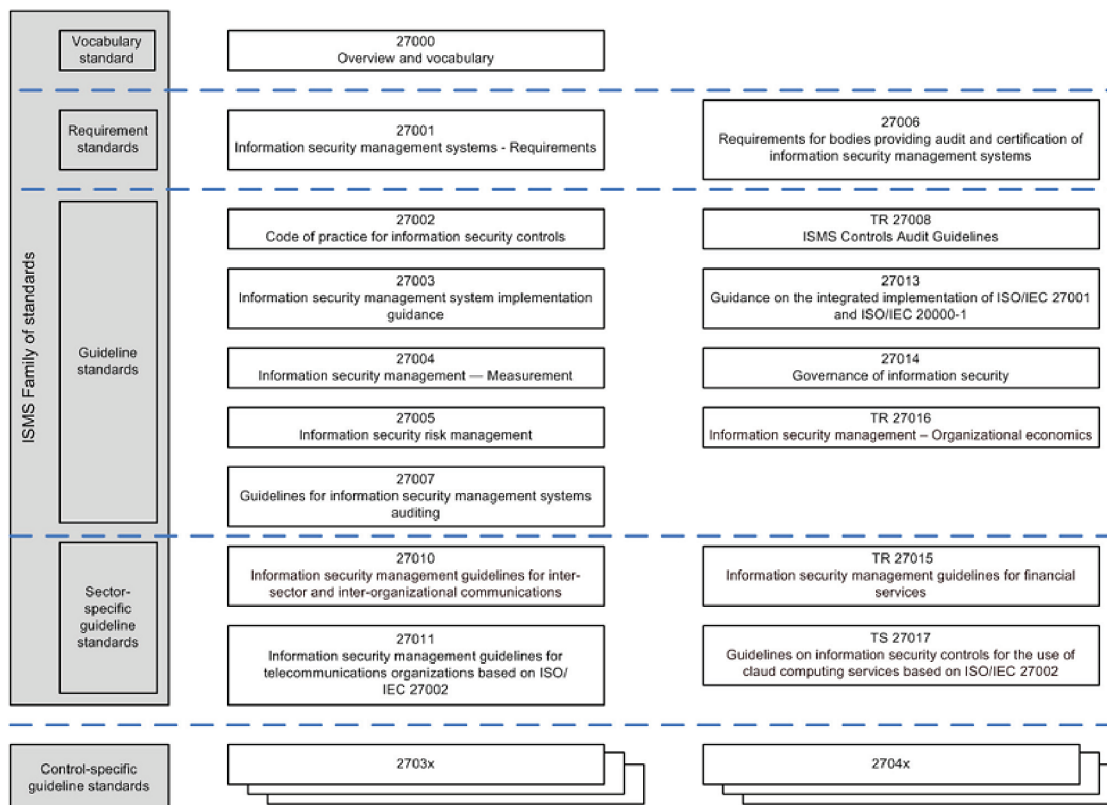 ISMS Family of standards
Vocabulary
standard
27000
Overview and vocabulary
Requirement
standards
27001
Information security management systems - Requirements
27006
Requirements for bodies providing audit and certification of
information security management systems
Guideline
standards
27002
Code of practice for information security controls
TR 27008
ISMS Controls Audit Guidelines
27003
Information security management system implementation
guidance
27013
Guidance on the integrated implementation of ISO/IEC 27001
and ISO/IEC 20000-1
27004
Information security management — Measurement
27014
Governance of information security
27005
Information security risk management
TR 27016
Information security management – Organizational economics
27007
Guidelines for information security management systems
auditing
Sector-
specific
guideline
standards
27010
Information security management guidelines for inter-
sector and inter-organizational communications
TR 27015
Information security management guidelines for financial
services
27011
Information security management guidelines for
telecommunications organizations based on ISO/
IEC 27002
TS 27017
Guidelines on information security controls for the use of
claud computing services based on ISO/IEC 27002
Control-specific
guideline standards
2703x
2704x